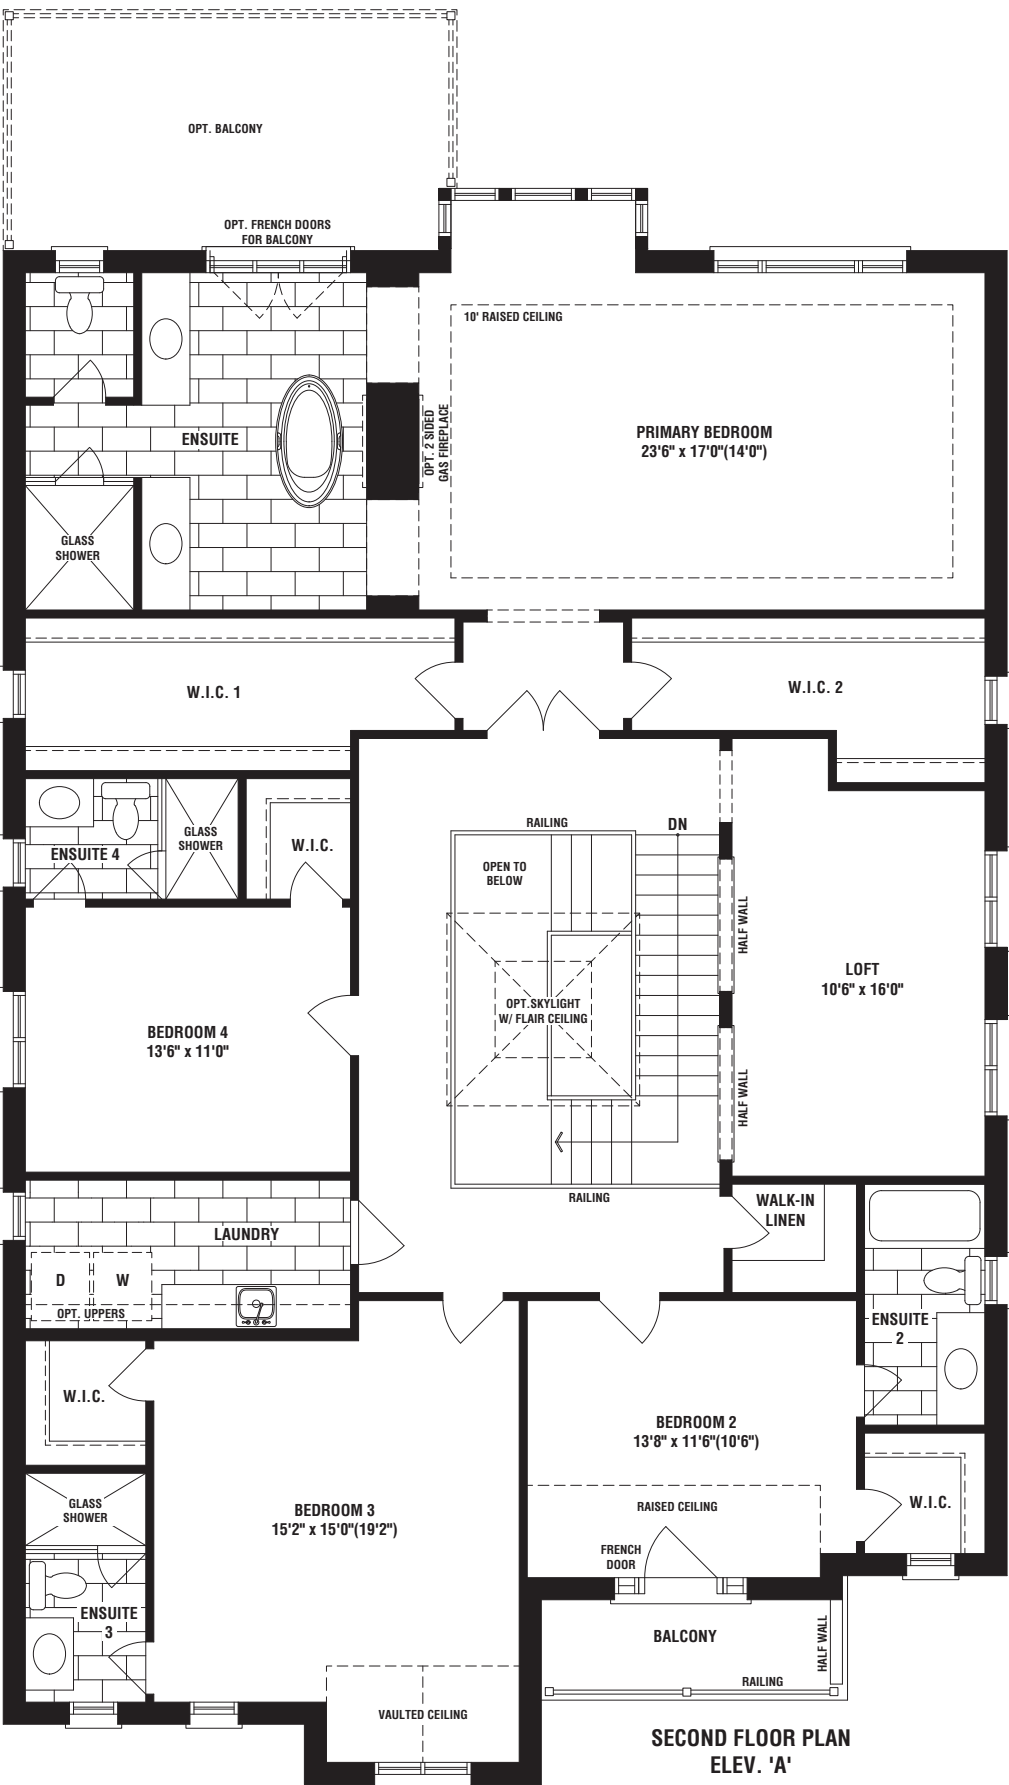 OPT. BALCONY
OPT. FRENCH DOORS
FOR BALCONY
10' RAISED CEILING
ENSUITE
OPT. 2 SIDED
GAS FIREPLACE
PRIMARY BEDROOM
23'6" x 17'0"(14'0")
GLASS
SHOWER
W.I.C. 1
W.I.C. 2
ENSUITE 4
GLASS
SHOWER
W.I.C.
RAILING
DN
OPEN TO
BELOW
HALF WALL
LOFT
10'6" x 16'0"
OPT.SKYLIGHT
W/ FLAIR CEILING
BEDROOM 4
13'6" x 11'0"
HALF WALL
RAILING
WALK-IN
LINEN
LAUNDRY
D
W
OPT. UPPERS
ENSUITE
2
W.I.C.
BEDROOM 2
13'8" x 11'6"(10'6")
BEDROOM 3
15'2" x 15'0"(19'2")
GLASS
SHOWER
RAISED CEILING
W.I.C.
FRENCH
DOOR
ENSUITE
3
BALCONY
HALF WALL
RAILING
VAULTED CEILING
SECOND FLOOR PLAN
ELEV. 'A'